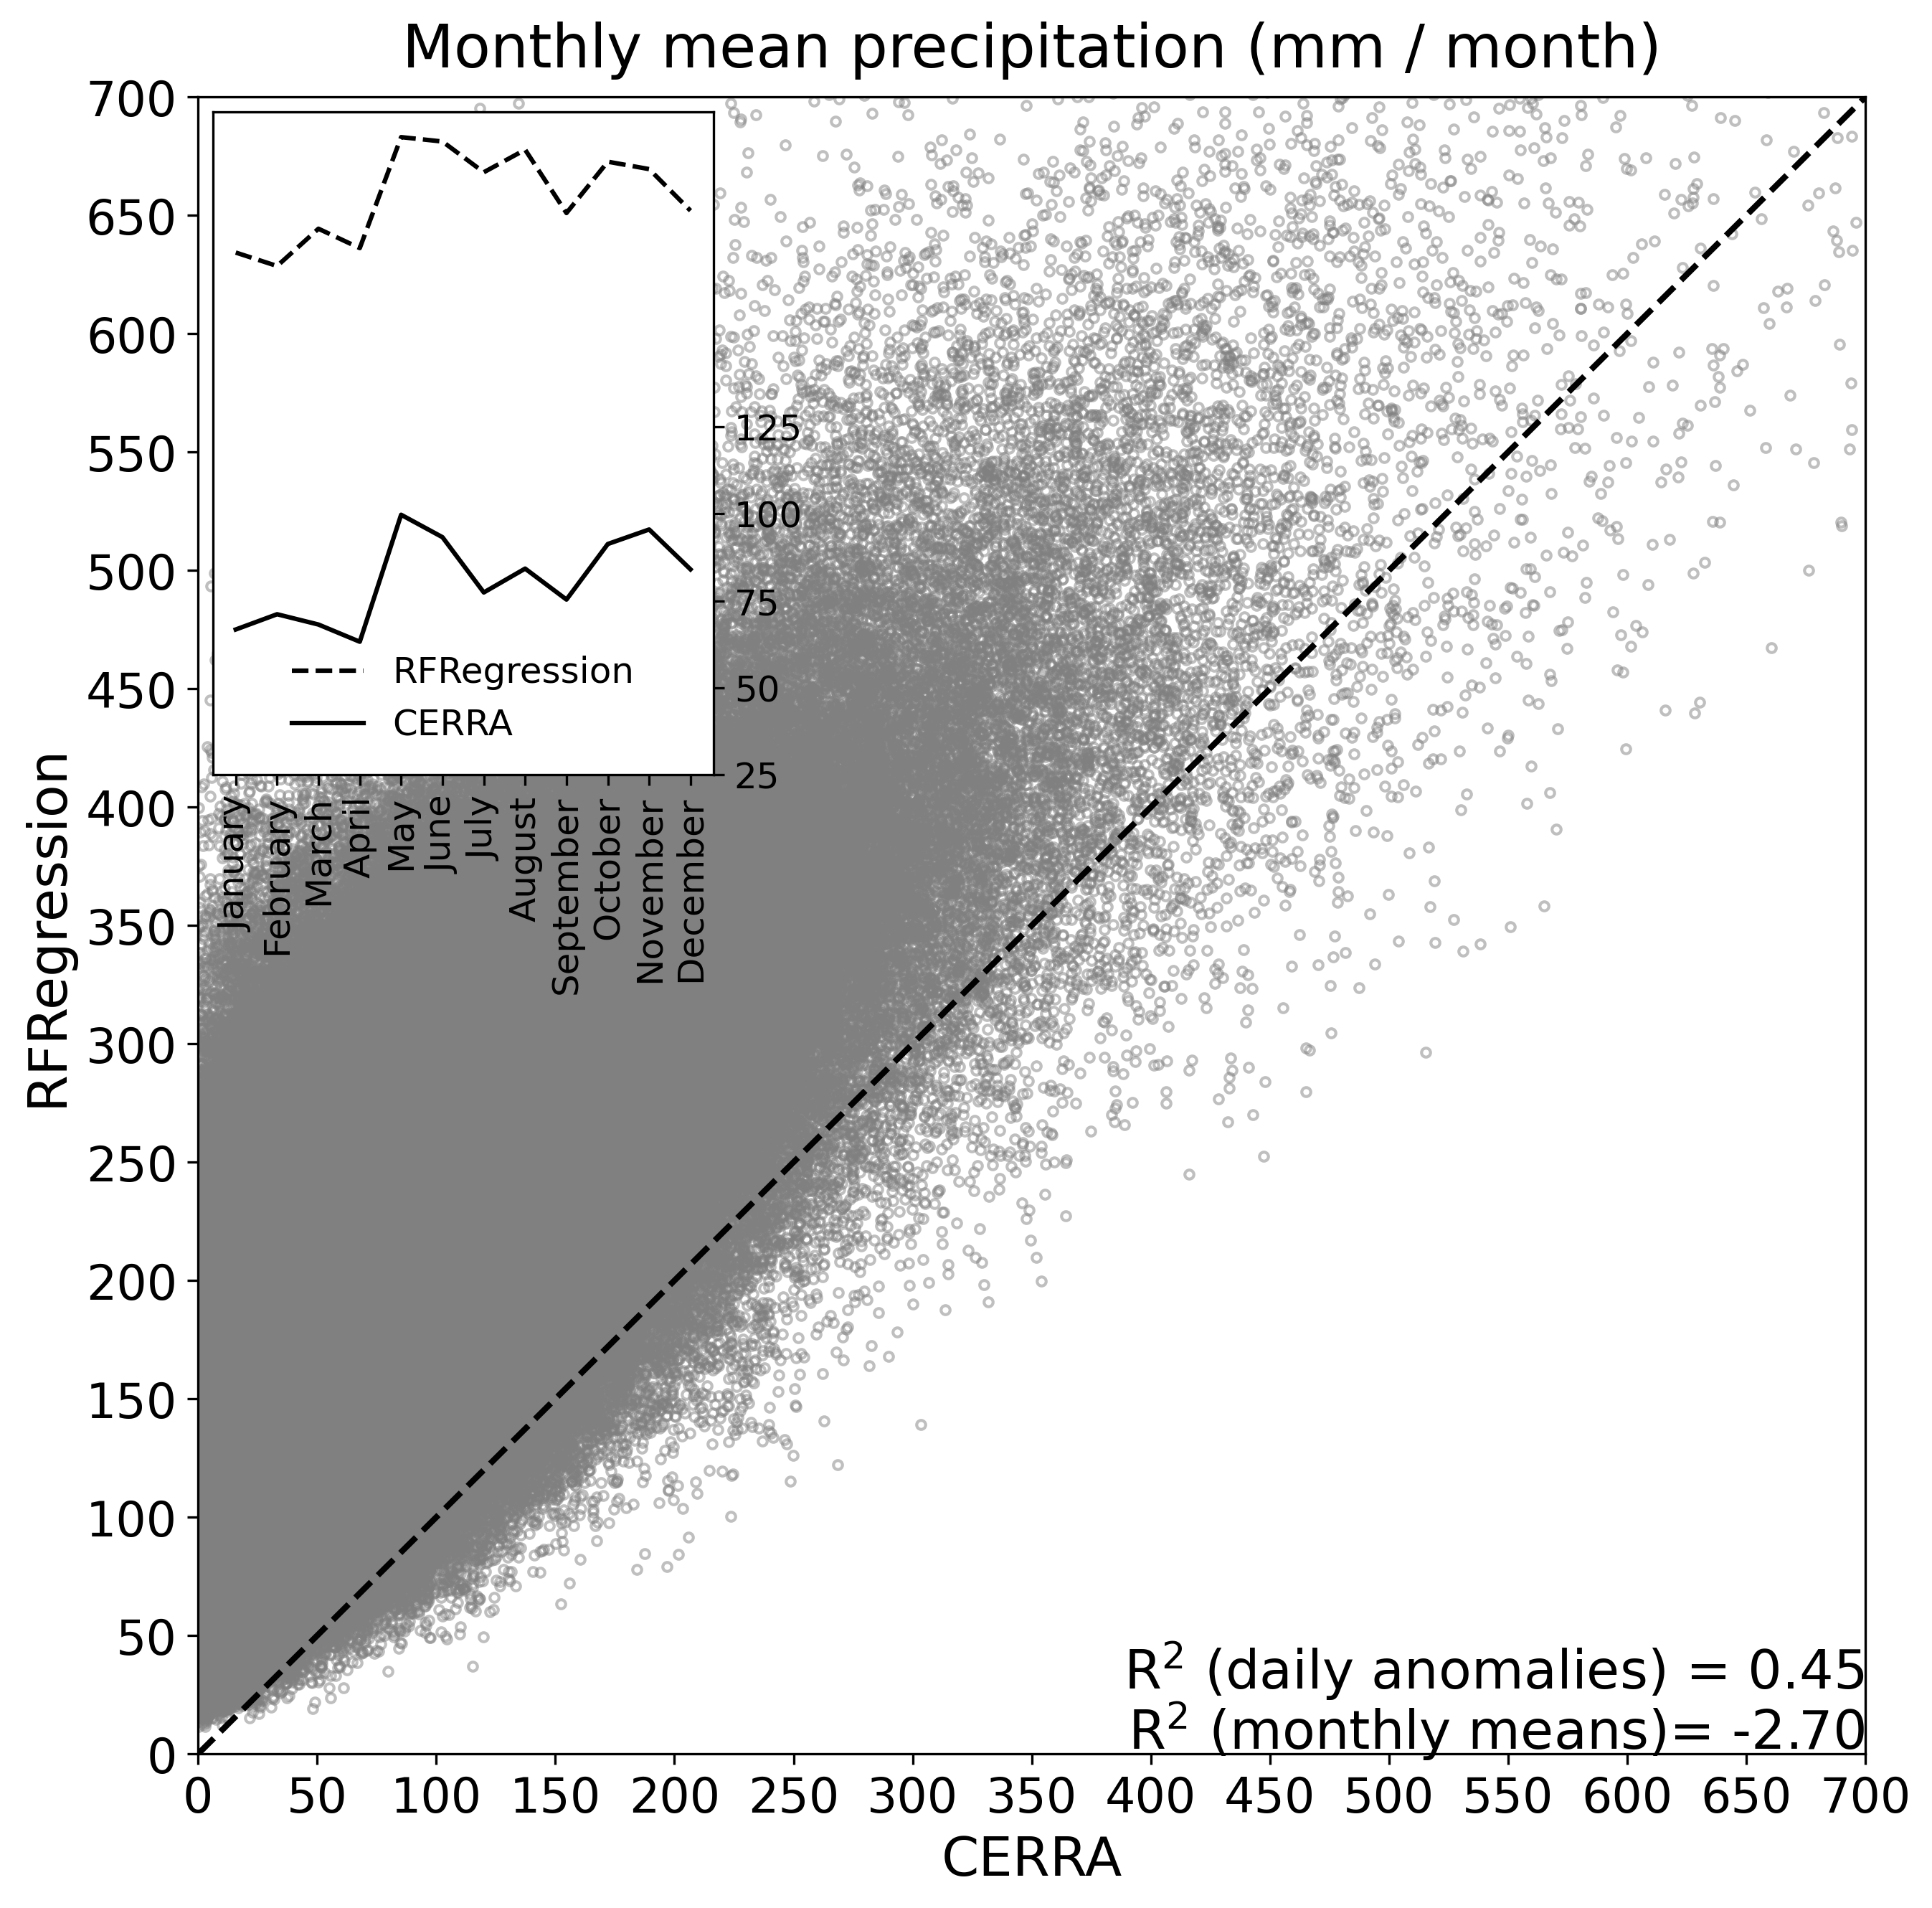 Monthly mean precipitation (mm / month)
700
650
600
550
500
450
400
350
300
250
200
150
100
50
0
RFRegression
125
100
75
50
25
RFRegression
CERRA
January
February
March
April
May
June
July
August
September
October
November
December
R² (daily anomalies) = 0.45
R² (monthly means)= -2.70
0 50 100 150 200 250 300 350 400 450 500 550 600 650 700
CERRA